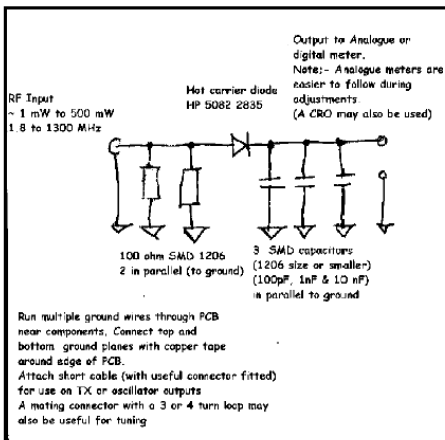 Output to Analogue or
digital meter.
Note:- Analogue meters are
easier to follow during
adjustments.
(A CRO may also be used)
Hot carrier diode
HP 5082 2835
RF Input
~ 1 mW to 500 mW
1.8 to 1300 MHz
100 ohm SMD 1206
2 in parallel (to ground)
3 SMD capacitors
(1206 size or smaller)
(100pF, 1nF & 10 nF)
in parallel to ground
Run multiple ground wires through PCB
near components. Connect top and
bottom ground planes with copper tape
around edge of PCB.
Attach short cable (with useful connector fitted)
for use on TX or oscillator outputs
A mating connector with a 3 or 4 turn loop may
also be useful for tuning